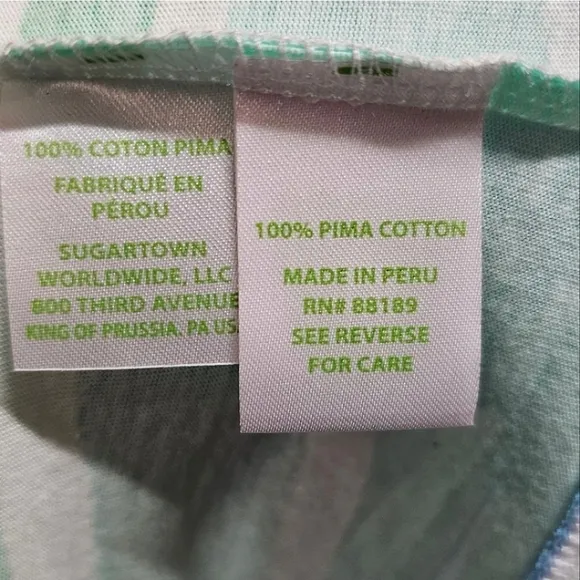 100% COTON PIMA
FABRIQUÉ EN
PÉROU
SUGARTOWN
WORLDWIDE, LLC
800 THIRD AVENUE
KING OF PRUSSIA, PA US
100% PIMA COTTON
MADE IN PERU
RN# 88189
SEE REVERSE
FOR CARE